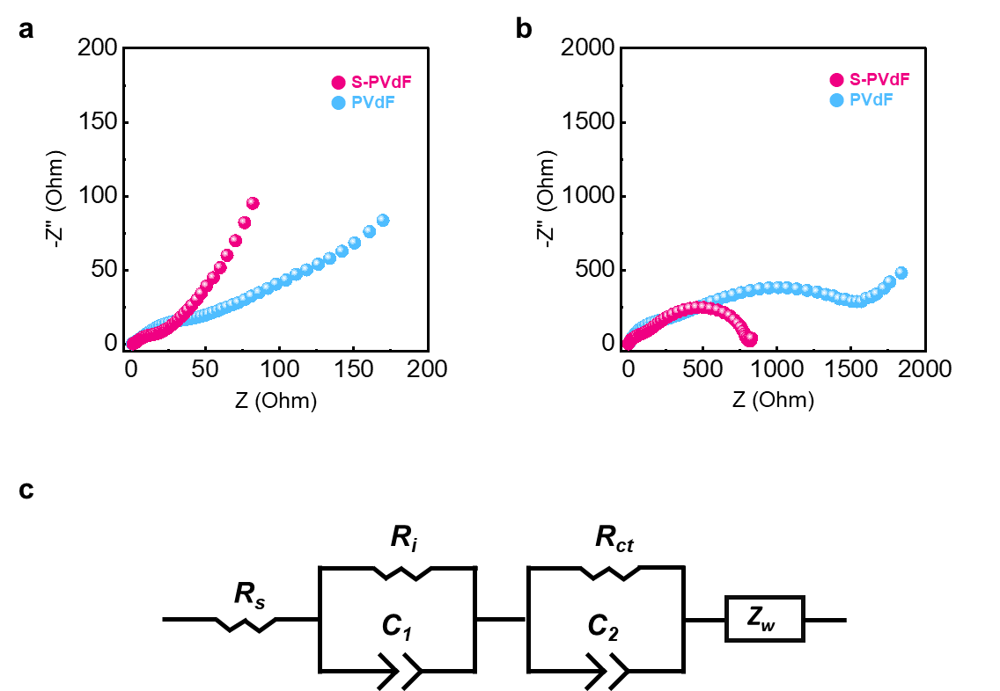 a
200
150
100
50
0
-Z" (Ohm)
S-PVdF
PVdF
0 50 100 150 200
Z (Ohm)
b
2000
1500
1000
500
0
-Z" (Ohm)
S-PVdF
PVdF
0 500 1000 1500 2000
Z (Ohm)
c
Rs
Ri
C1
Rct
C2
Zw